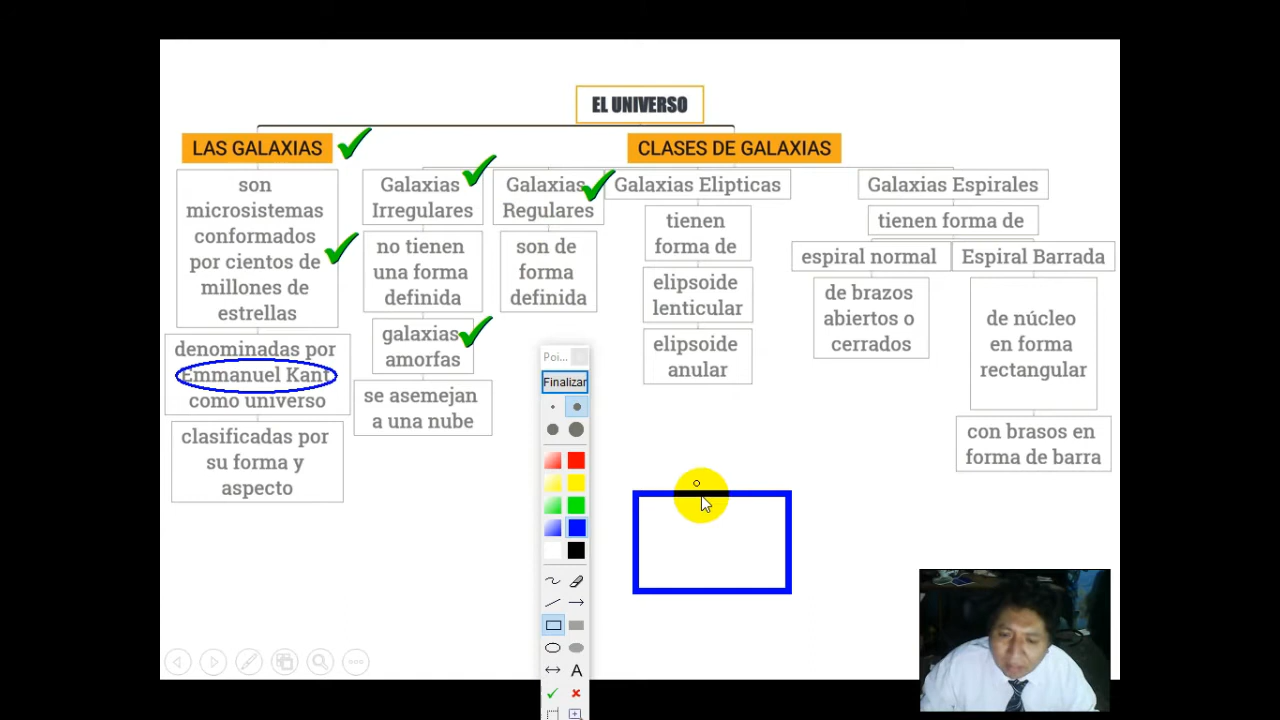 EL UNIVERSO
LAS GALAXIAS
CLASES DE GALAXIAS
son
microsistemas
conformados
por cientos de
millones de
estrellas
denominadas por
Emmanuel Kant
como universo
clasificadas por
su forma y
aspecto
Galaxias
Irregulares
no tienen
una forma
definida
galaxias
amorfas
se asemejan
a una nube
Galaxias
Regulares
son de
forma
definida
Galaxias Elipticas
tienen
forma de
elipsoide
lenticular
elipsoide
anular
Galaxias Espirales
tienen forma de
espiral normal
de brazos
abiertos o
cerrados
Espiral Barrada
de núcleo
en forma
rectangular
con brasos en
forma de barra
Poi...
Finalizar
A